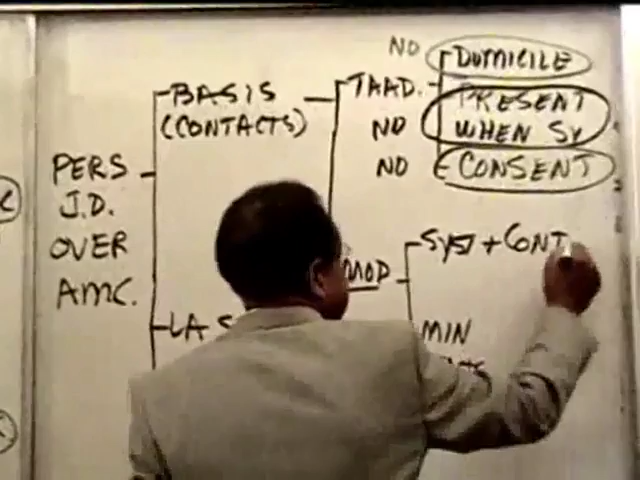 NO DOMICILE
BASIS TRAD.
(CONTACTS) NO PRESENT
WHEN SV
PERS NO CONSENT
J.D.
OVER SYST + CONT
AMC. MOD
MIN